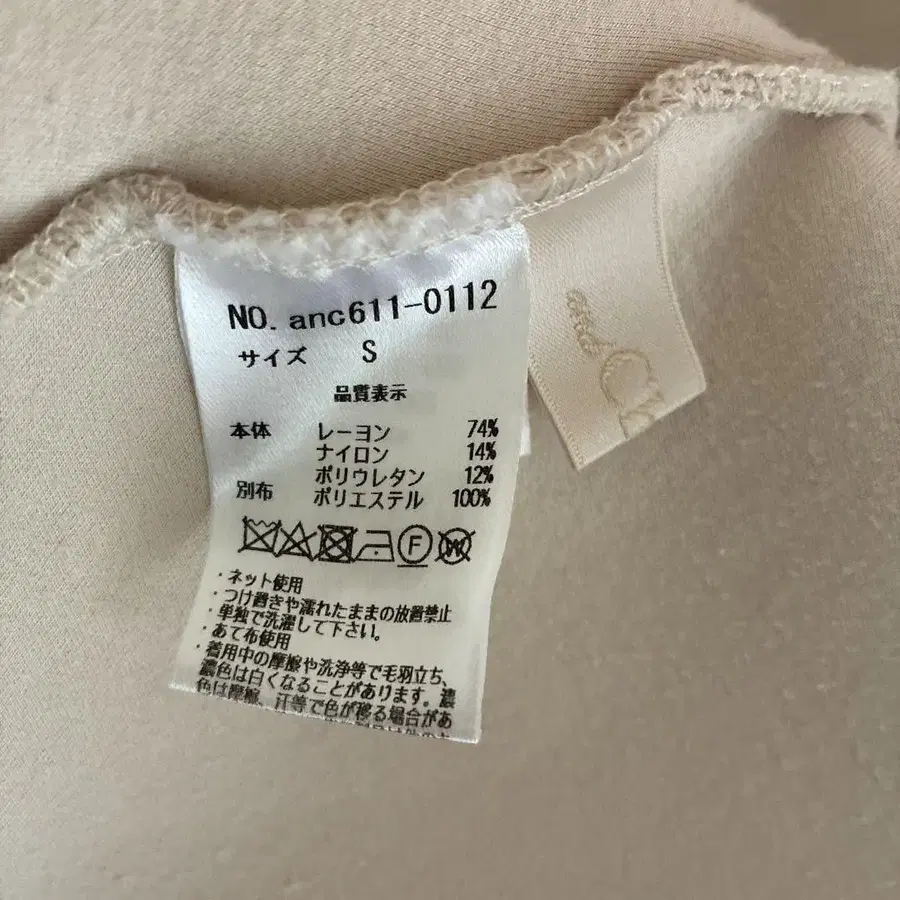 NO. anc611-0112
サイズ S
品質表示
本体 レーヨン 74%
ナイロン 14%
ポリウレタン 12%
別布 ポリエステル 100%
・ネット使用
・つけ置きや濡れたままの放置禁止
・単独で洗濯して下さい。
・あて布使用
・着用中の摩擦や洗浄等で毛羽立ち、
濃色は白くなることがあります。濃
色は摩擦、汗等で色が移る場合があ
and